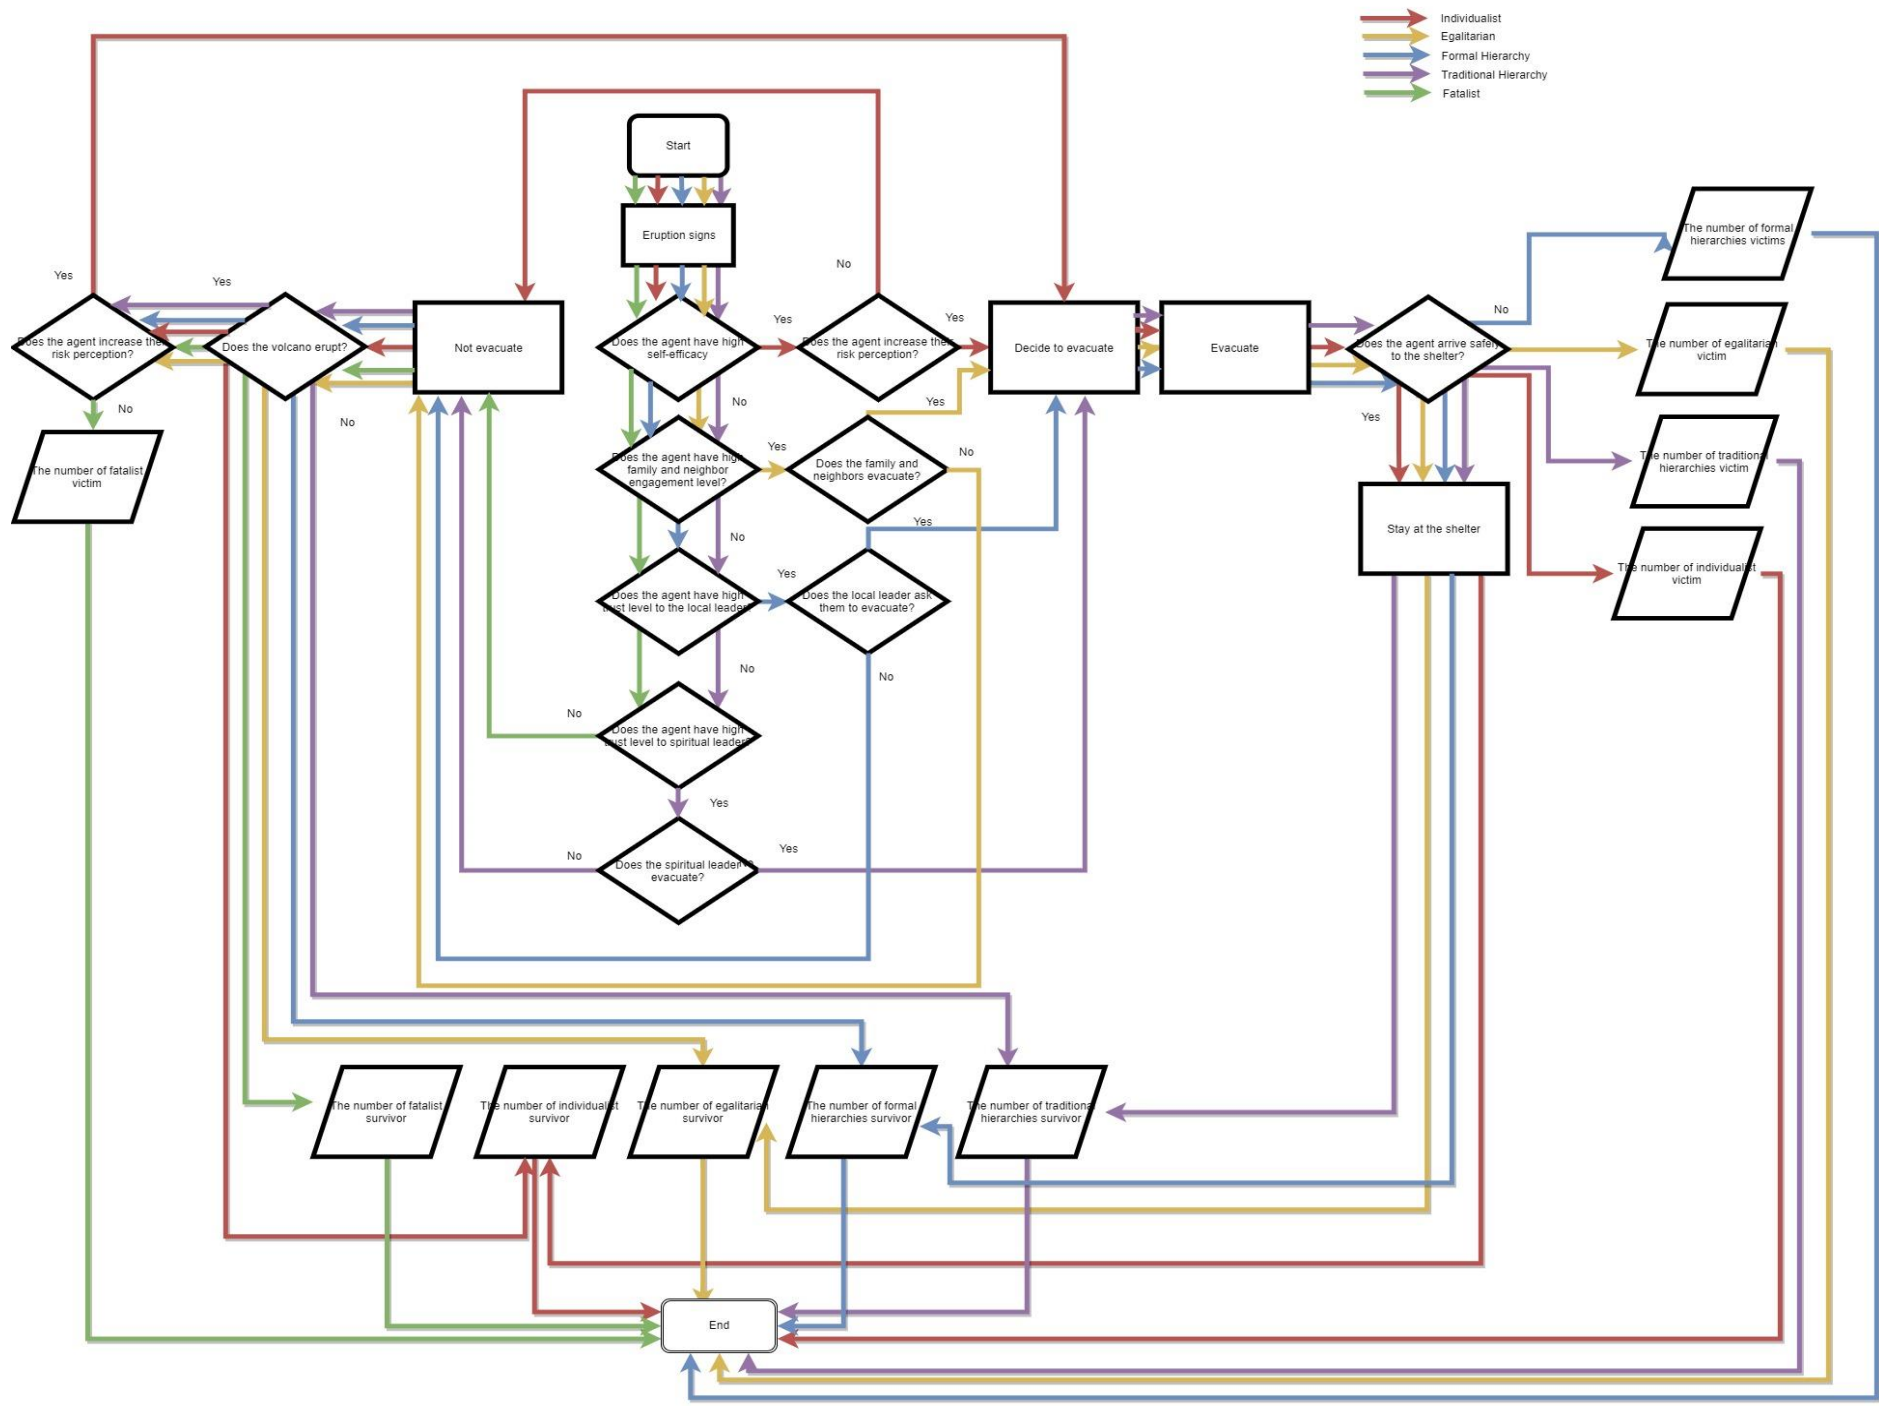 Individualist
Egalitarian
Formal Hierarchy
Traditional Hierarchy
Fatalist
Start
Eruption signs
No
Yes
Yes
Does the agent increase their
risk perception?
Does the volcano erupt?
Not evacuate
Does the agent have high
self-efficacy
Yes
Does the agent increase their
risk perception?
Yes
Decide to evacuate
Evacuate
Does the agent arrive safely
to the shelter?
No
The number of formal
hierarchies victims
The number of egalitarian
victim
No
No
No
Yes
Yes
The number of fatalist
victim
Does the agent have high
family and neighbor
engagement level?
Yes
Does the family and
neighbors evacuate?
No
The number of traditional
hierarchies victim
Stay at the shelter
No
Yes
The number of individualist
victim
Does the agent have high
trust level to the local leader?
Yes
Does the local leader ask
them to evacuate?
No
No
No
Does the agent have high
trust level to spiritual leader?
Yes
No
Does the spiritual leader
evacuate?
Yes
The number of fatalist
survivor
The number of individualist
survivor
The number of egalitarian
survivor
The number of formal
hierarchies survivor
The number of traditional
hierarchies survivor
End